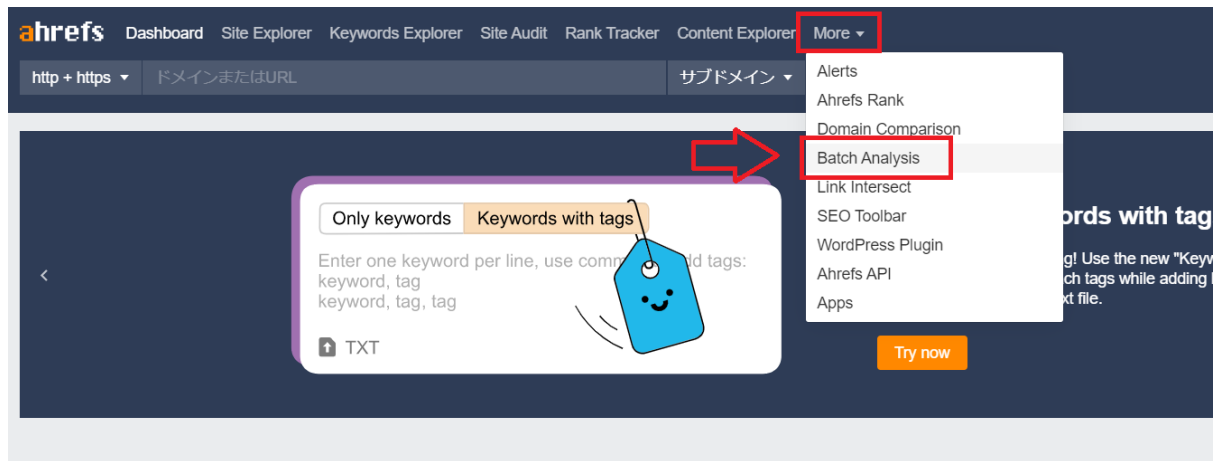 ahrefs Dashboard Site Explorer Keywords Explorer Site Audit Rank Tracker Content Explorer More
http + https ドメインまたはURL サブドメイン
Alerts
Ahrefs Rank
Domain Comparison
Batch Analysis
Link Intersect
SEO Toolbar
WordPress Plugin
Ahrefs API
Apps
Only keywords Keywords with tags
Enter one keyword per line, use comm dd tags:
keyword, tag
keyword, tag, tag
TXT
ords with tag
g! Use the new "Keyw
ch tags while adding
xt file.
Try now